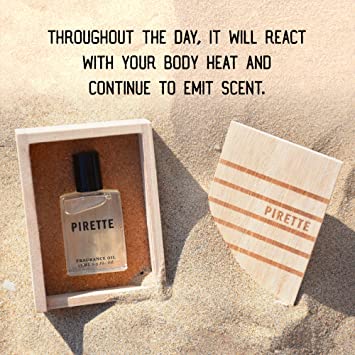 THROUGHOUT THE DAY, IT WILL REACT
WITH YOUR BODY HEAT AND
CONTINUE TO EMIT SCENT.
PIRETTE
FRAGRANCE OIL
PIRETTE